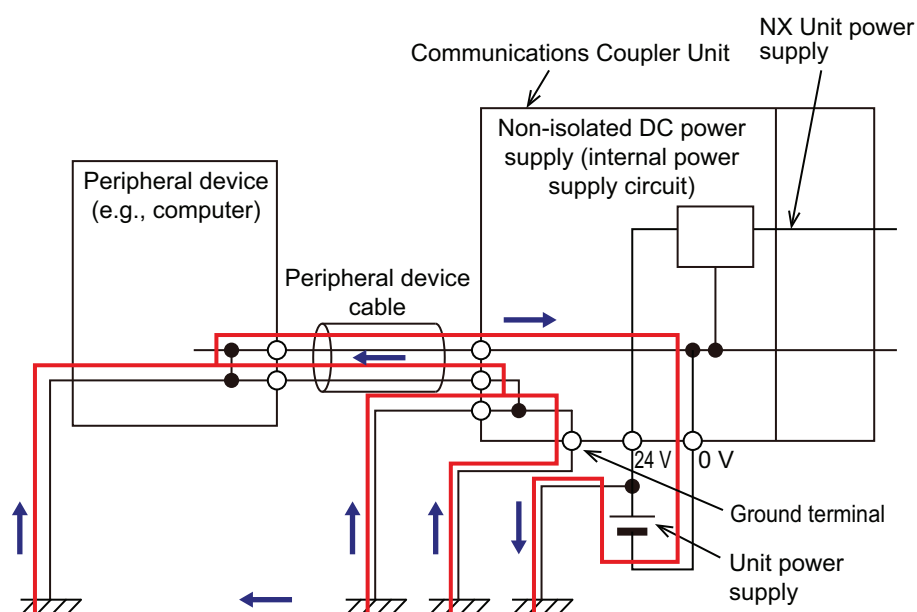 NX Unit power
supply
Communications Coupler Unit
Non-isolated DC power
supply (internal power
supply circuit)
Peripheral device
(e.g., computer)
Peripheral device
cable
24 V
0 V
Ground terminal
Unit power
supply